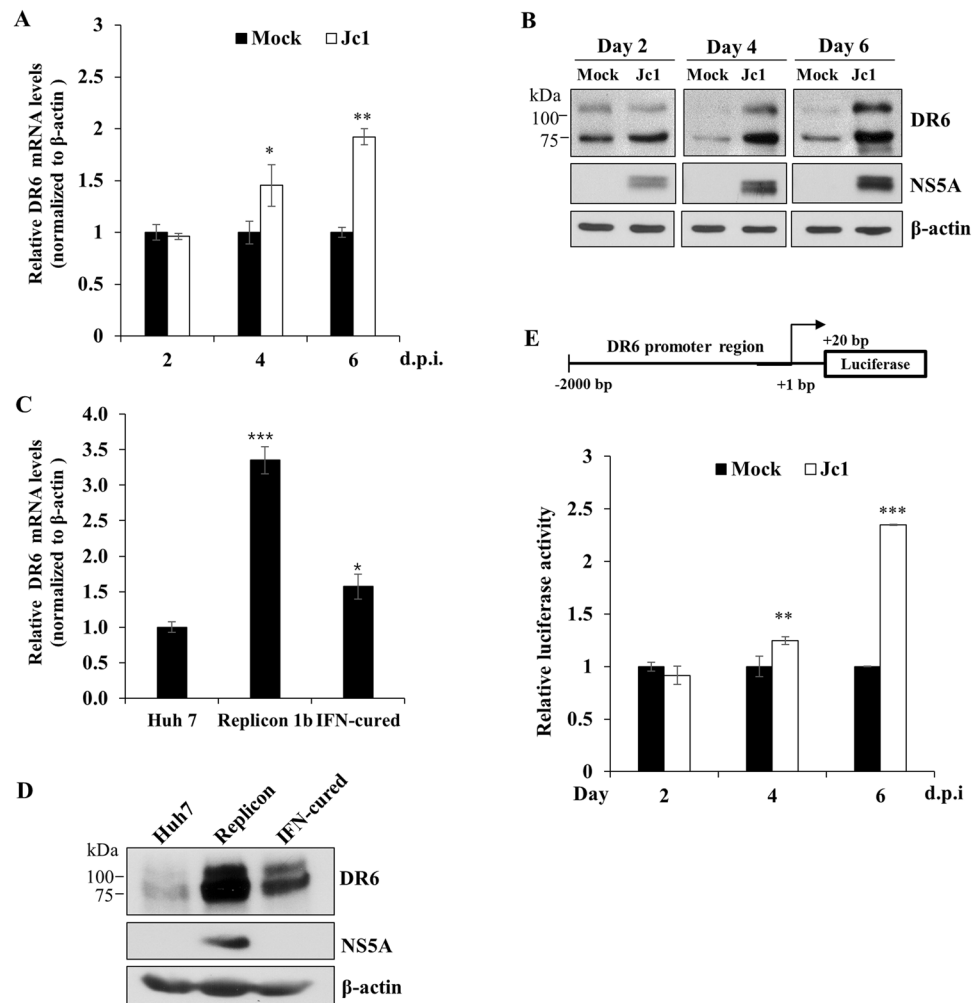 A
3
2.5
2
1.5
1
0.5
0
Relative DR6 mRNA levels
(normalized to β-actin )
Mock Jc1
*
**
2 4 6 d.p.i.
B
Day 2 Day 4 Day 6
Mock Jc1 Mock Jc1 Mock Jc1
kDa
100
75
DR6
NS5A
β-actin
C
4.0
3.5
3.0
2.5
2.0
1.5
1.0
0.5
0.0
Relative DR6 mRNA levels
(normalized to β-actin )
***
*
Huh 7 Replicon 1b IFN-cured
D
Huh7 Replicon IFN-cured
kDa
100
75
DR6
NS5A
β-actin
E
DR6 promoter region
+20 bp
Luciferase
-2000 bp
+1 bp
3
2.5
2
1.5
1
0.5
0
Relative luciferase activity
Mock Jc1
**
***
Day 2 4 6 d.p.i